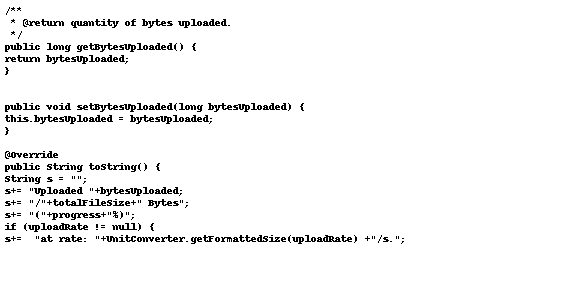 /**
 * @return quantity of bytes uploaded.
 */
public long getBytesUploaded() {
return bytesUploaded;
}
public void setBytesUploaded(long bytesUploaded) {
this.bytesUploaded = bytesUploaded;
}
@Override
public String toString() {
String s = "";
s+= "Uploaded "+bytesUploaded;
s+= "/"+totalFileSize+" Bytes";
s+= "("+progress+"%)";
if (uploadRate != null) {
s+=  "at rate: "+UnitConverter.getFormattedSize(uploadRate) +"/s.";